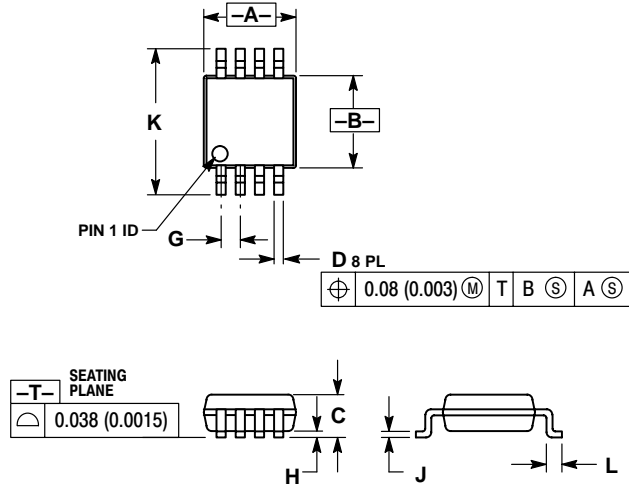 –A–
K
–B–
PIN 1 ID
G
D 8 PL
⌖ 0.08 (0.003) Ⓜ T B Ⓢ A Ⓢ
–T– SEATING PLANE
⌓ 0.038 (0.0015)
C
H
J
L